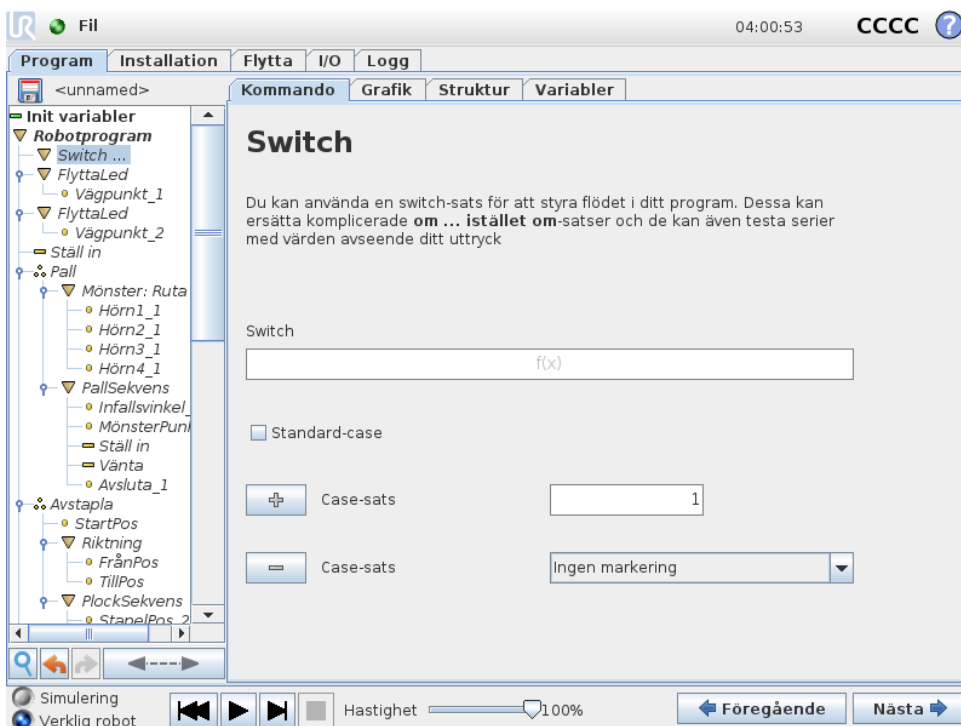 UR Fil 04:00:53 CCCC ?
Program Installation Flytta I/O Logg
<unnamed> Kommando Grafik Struktur Variabler
Init variabler
Robotprogram
Switch ...
FlyttaLed
Vägpunkt_1
FlyttaLed
Vägpunkt_2
Ställ in
Pall
Mönster: Ruta
Hörn1_1
Hörn2_1
Hörn3_1
Hörn4_1
PallSekvens
Infallsvinkel_
MönsterPunk
Ställ in
Vänta
Avsluta_1
Avstapla
StartPos
Riktning
FrånPos
TillPos
PlockSekvens
StapelPos_2
Switch
Du kan använda en switch-sats för att styra flödet i ditt program. Dessa kan
ersätta komplicerade om ... istället om-satser och de kan även testa serier
med värden avseende ditt uttryck
Switch
f(x)
Standard-case
Case-sats 1
Case-sats Ingen markering
Simulering
Verklig robot
Hastighet 100%
Föregående Nästa